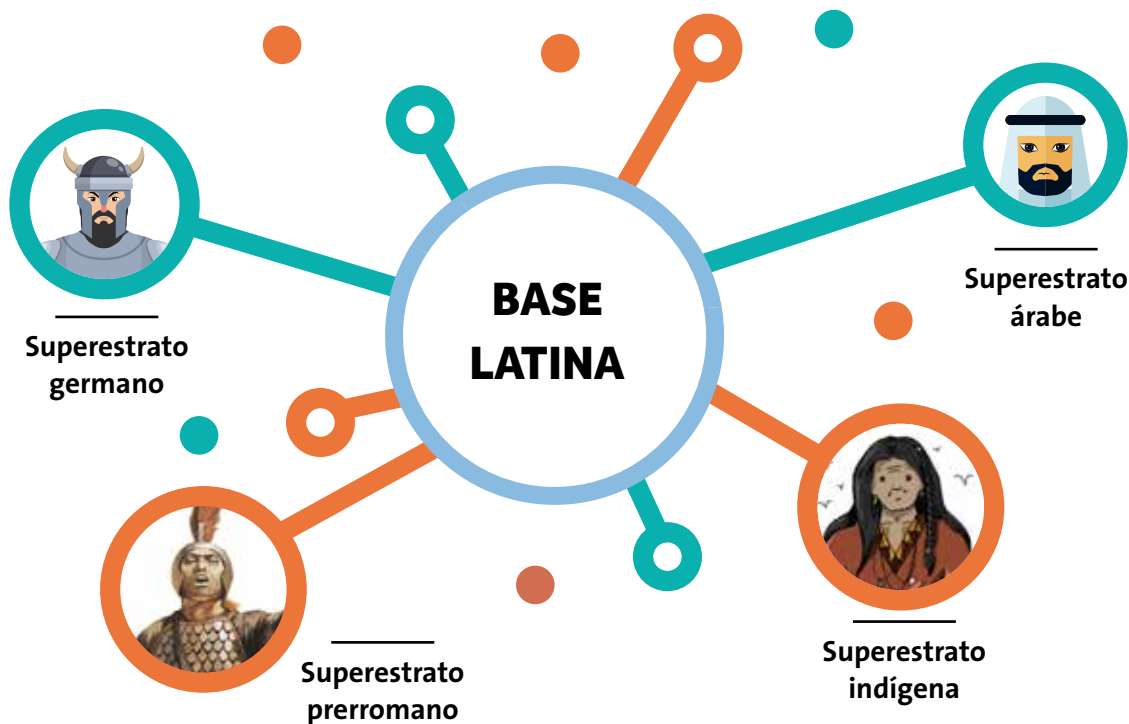 BASE
LATINA
Superestrato
germano
Superestrato
árabe
Superestrato
prerromano
Superestrato
indígena